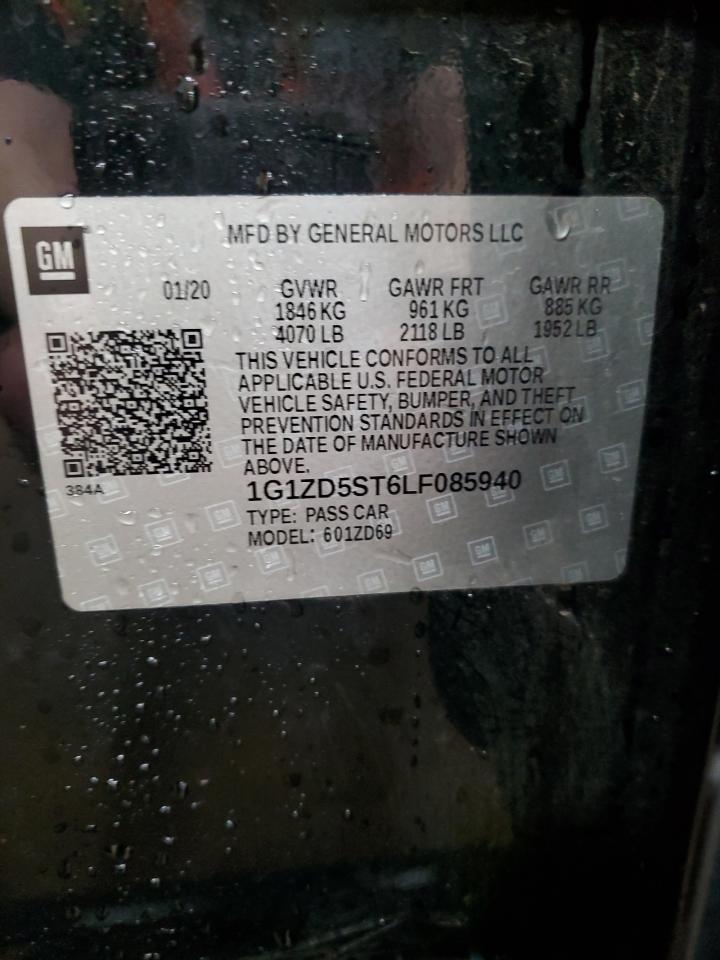 GM
MFD BY GENERAL MOTORS LLC
01/20 GVWR GAWR FRT GAWR RR
1846 KG 961 KG 885 KG
4070 LB 2118 LB 1952 LB
THIS VEHICLE CONFORMS TO ALL
APPLICABLE U.S. FEDERAL MOTOR
VEHICLE SAFETY, BUMPER, AND THEFT
PREVENTION STANDARDS IN EFFECT ON
THE DATE OF MANUFACTURE SHOWN
ABOVE.
384A
1G1ZD5ST6LF085940
TYPE: PASS CAR
MODEL: 601ZD69